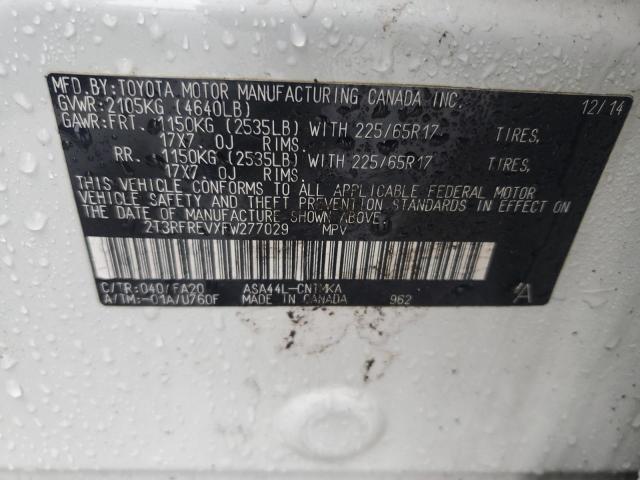 MFD.BY:TOYOTA MOTOR MANUFACTURING CANADA INC.
GVWR:2105KG (4640LB) 12/14
GAWR:FRT. 1150KG (2535LB) WITH 225/65R17 TIRES,
17X7. 0J RIMS.
RR. 1150KG (2535LB) WITH 225/65R17 TIRES,
17X7. 0J RIMS.
THIS VEHICLE CONFORMS TO ALL APPLICABLE FEDERAL MOTOR
VEHICLE SAFETY AND THEFT PREVENTION STANDARDS IN EFFECT ON
THE DATE OF MANUFACTURE SHOWN ABOVE.
2T3RFREVYFW277029 MPV
C/TR:040/FA20 ASA44L-CNTMKA
A/TM:-01A/U760F MADE IN CANADA 962 A